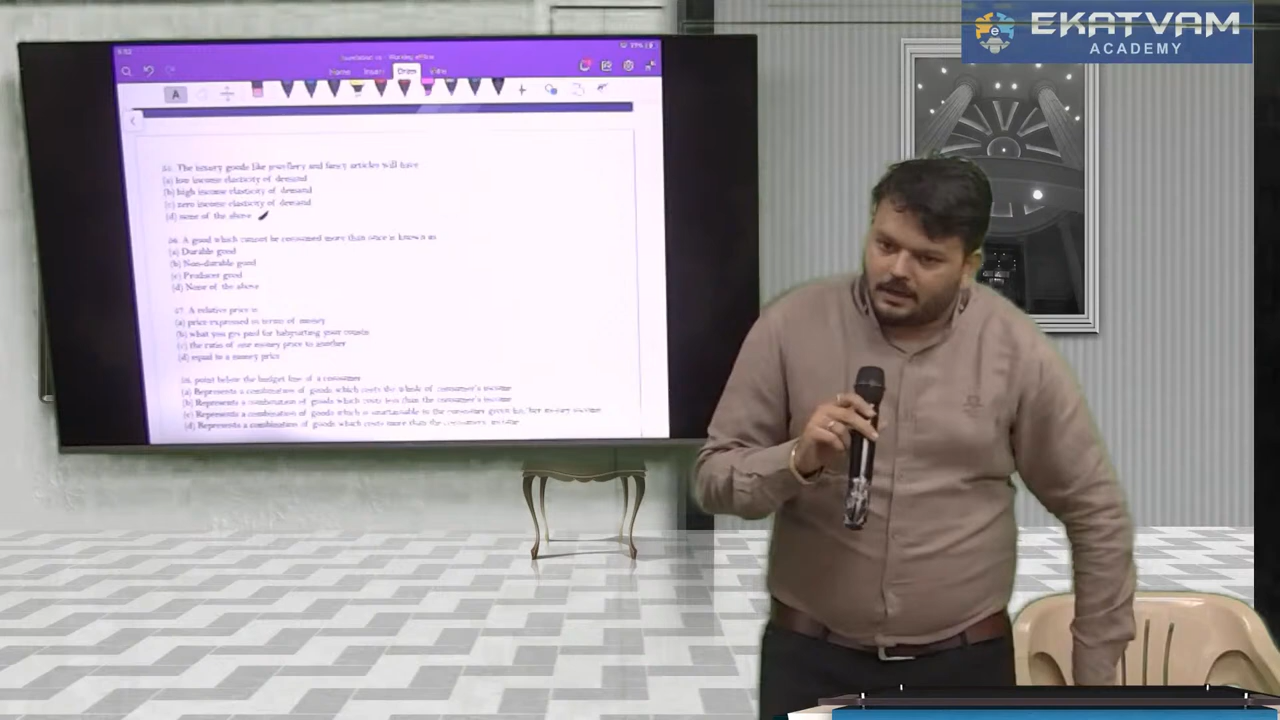 EKATVAM
ACADEMY
Home Insert Draw View
The luxury goods like jewellery and fancy articles will have
(a) low income elasticity of demand
(b) high income elasticity of demand
(c) zero income elasticity of demand
(d) none of the above
A good which cannot be consumed more than once is known as
(a) Durable good
(b) Non-durable good
(c) Producer good
(d) None of the above
A relative price is
(a) price expressed in terms of money
(b) what you get paid for babysitting your cousin
(c) the ratio of one money price to another
(d) equal to a money price
point below the budget line of a consumer
(a) Represents a combination of goods which costs the whole of consumer's income
(b) Represents a combination of goods which costs less than the consumer's income
(c) Represents a combination of goods which is unattainable to the consumer given his/her money income
(d) Represents a combination of goods which costs more than the consumers' income